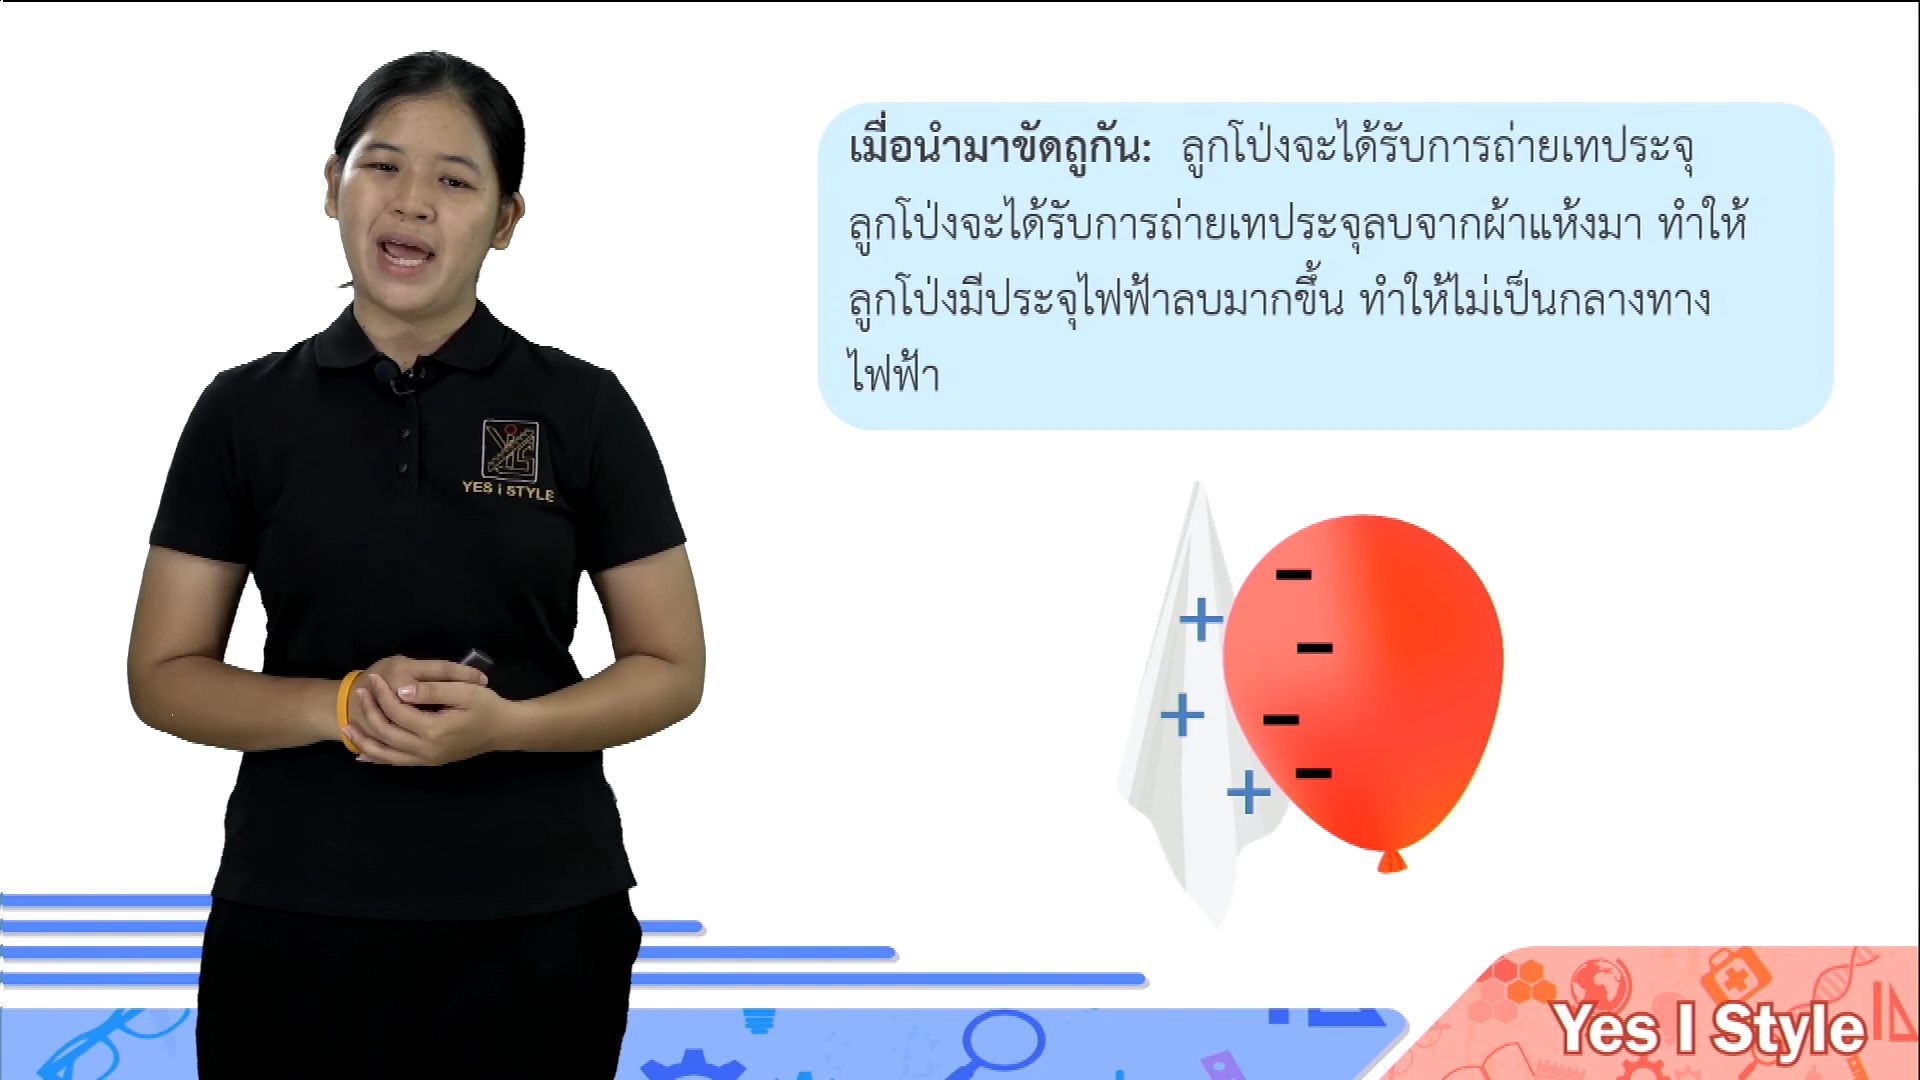 เมื่อนำมาขัดถูกัน: ลูกโป่งจะได้รับการถ่ายเทประจุ
ลูกโป่งจะได้รับการถ่ายเทประจุลบจากผ้าแห้งมา ทำให้
ลูกโป่งมีประจุไฟฟ้าลบมากขึ้น ทำให้ไม่เป็นกลางทาง
ไฟฟ้า
YES i STYLE
Yes I Style